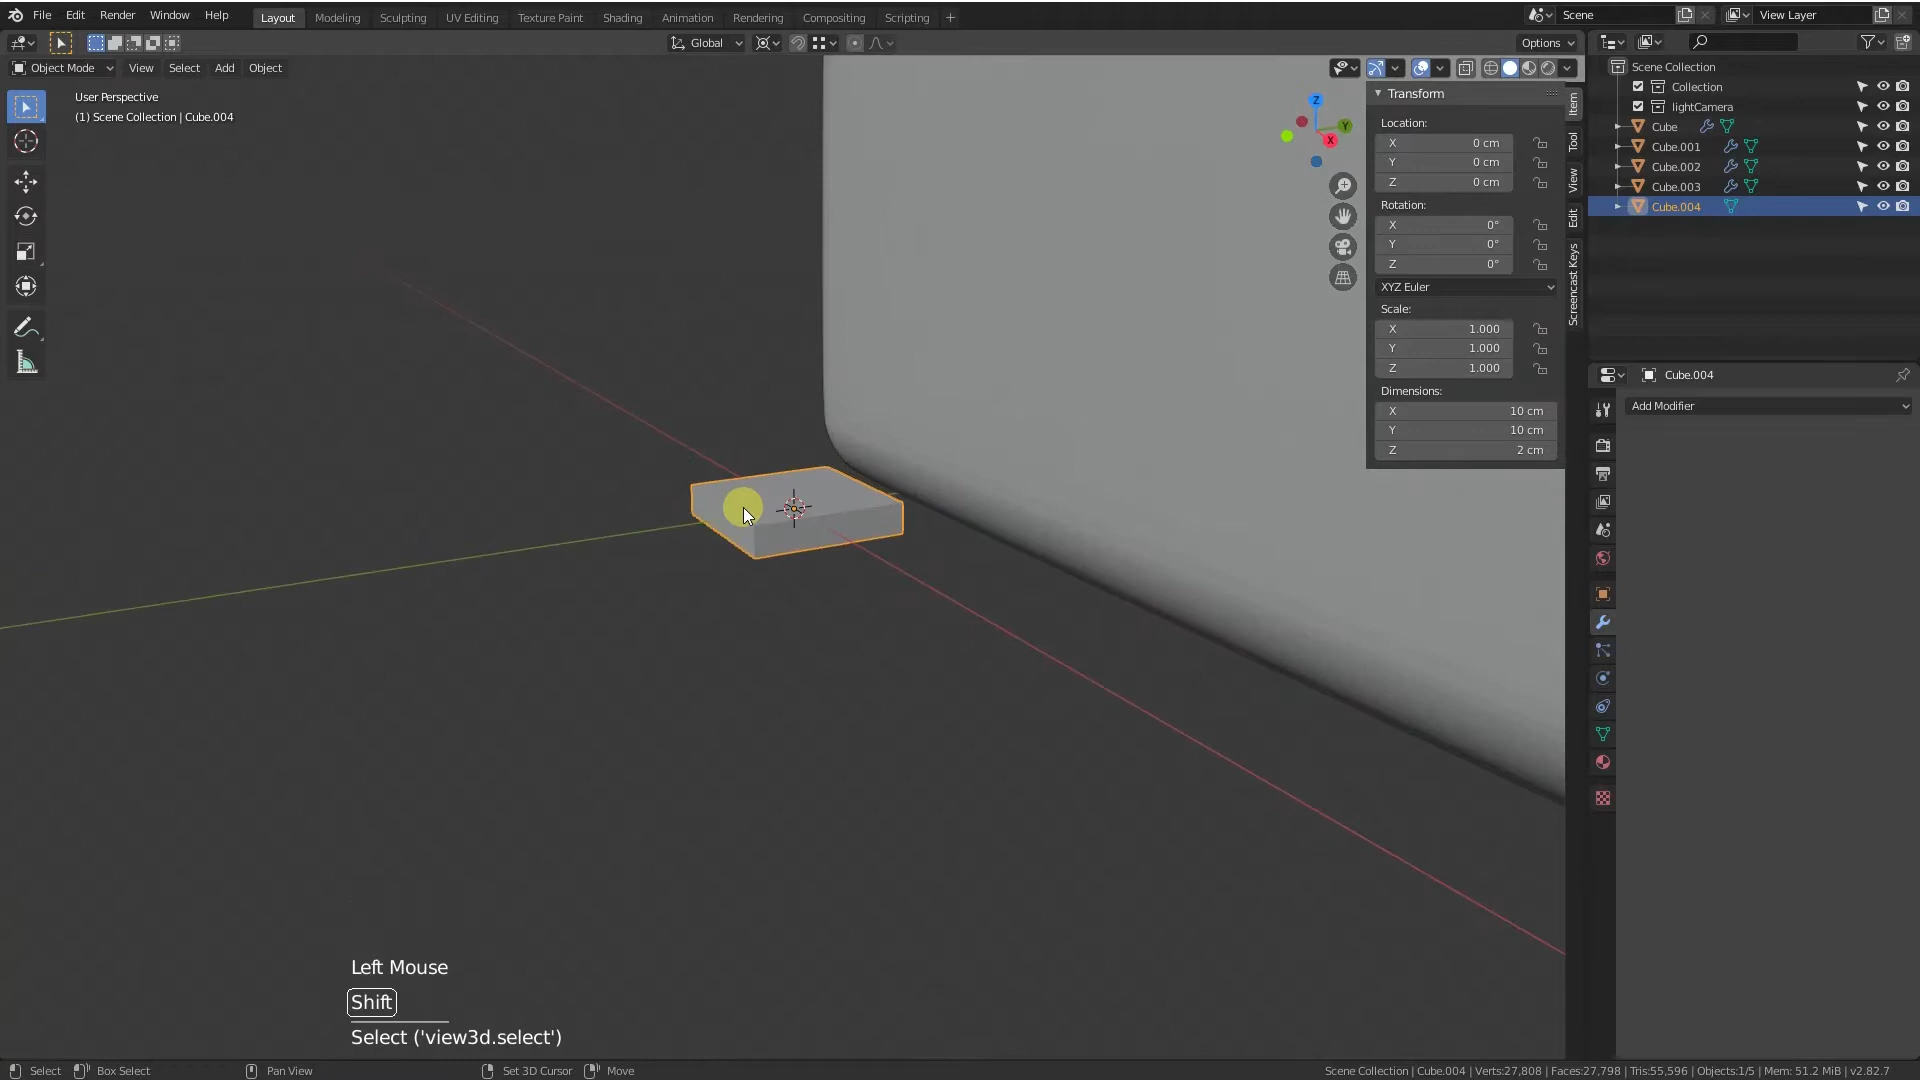 File Edit Render Window Help Layout Modeling Sculpting UV Editing Texture Paint Shading Animation Rendering Compositing Scripting + Scene View Layer
Global Options
Object Mode View Select Add Object
User Perspective
(1) Scene Collection | Cube.004
Z
Y
X
Transform
Location:
X 0 cm
Y 0 cm
Z 0 cm
Rotation:
X 0°
Y 0°
Z 0°
XYZ Euler
Scale:
X 1.000
Y 1.000
Z 1.000
Dimensions:
X 10 cm
Y 10 cm
Z 2 cm
Item
Tool
View
Edit
Screencast Keys
Scene Collection
Collection
lightCamera
Cube
Cube.001
Cube.002
Cube.003
Cube.004
Cube.004
Add Modifier
Left Mouse
Shift
Select ('view3d.select')
Select Box Select Pan View Set 3D Cursor Move Scene Collection | Cube.004 | Verts:27,808 | Faces:27,798 | Tris:55,596 | Objects:1/5 | Mem: 51.2 MiB | v2.82.7